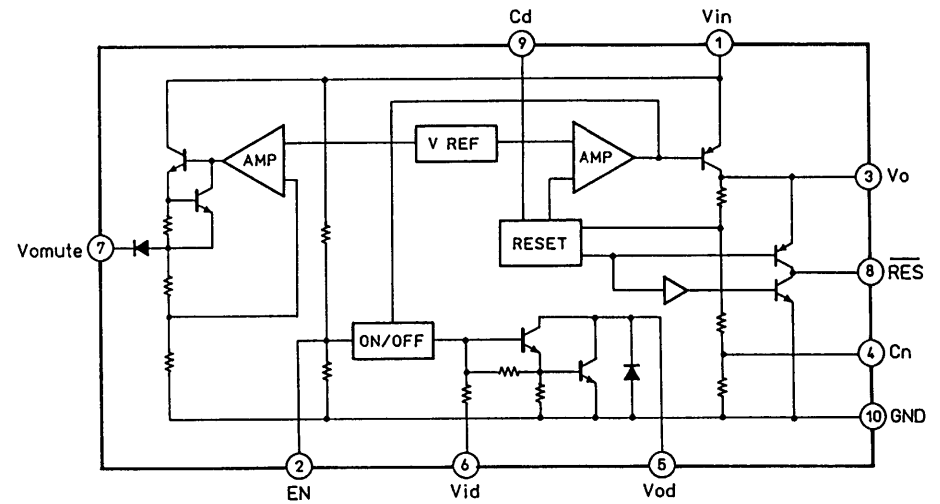 Cd Vin
9 1
AMP V REF AMP
3 Vo
Vomute 7 RESET
8 R̅E̅S̅
ON/OFF 4 Cn
10 GND
2 6 5
EN Vid Vod